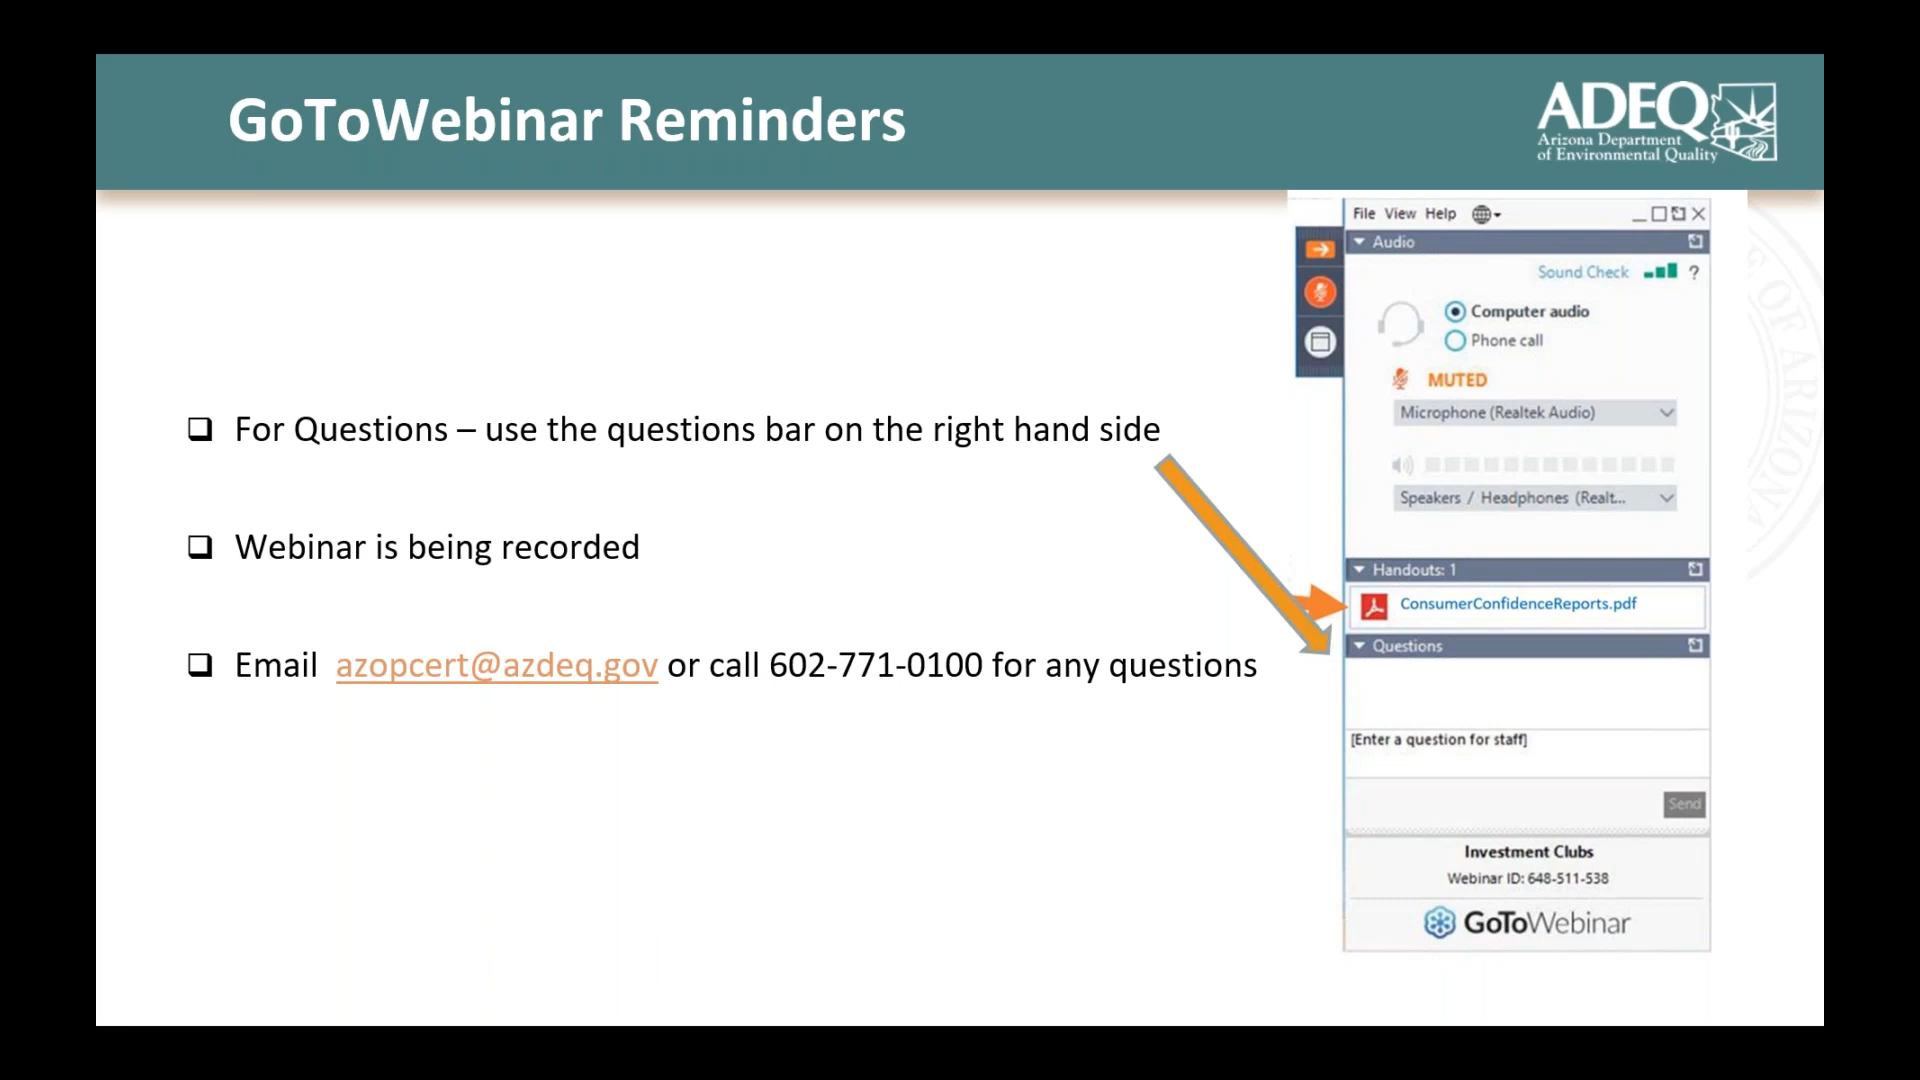 GoToWebinar Reminders
ADEQ
Arizona Department
of Environmental Quality
For Questions – use the questions bar on the right hand side
Webinar is being recorded
Email azopcert@azdeq.gov or call 602-771-0100 for any questions
File View Help
Audio
Sound Check ?
Computer audio
Phone call
MUTED
Microphone (Realtek Audio)
Speakers / Headphones (Realt...
Handouts: 1
ConsumerConfidenceReports.pdf
Questions
[Enter a question for staff]
Send
Investment Clubs
Webinar ID: 648-511-538
GoToWebinar
OF ARIZONA